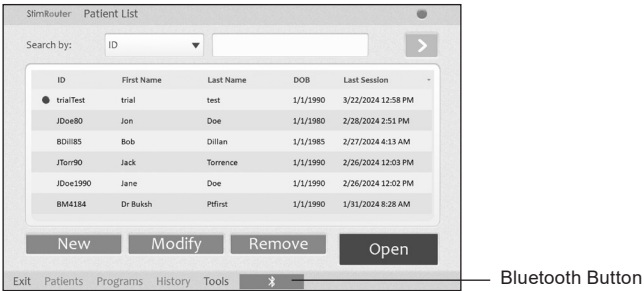 StimRouter Patient List
Search by: ID
ID First Name Last Name DOB Last Session
trialTest trial test 1/1/1990 3/22/2024 12:58 PM
JDoe80 Jon Doe 1/1/1980 2/28/2024 2:51 PM
BDill85 Bob Dillan 1/1/1985 2/27/2024 4:13 AM
JTorr90 Jack Torrence 1/1/1990 2/26/2024 12:03 PM
JDoe1990 Jane Doe 1/1/1990 2/26/2024 12:02 PM
BM4184 Dr Buksh Ptfirst 1/1/1990 1/31/2024 8:28 AM
New Modify Remove Open
Exit Patients Programs History Tools
Bluetooth Button